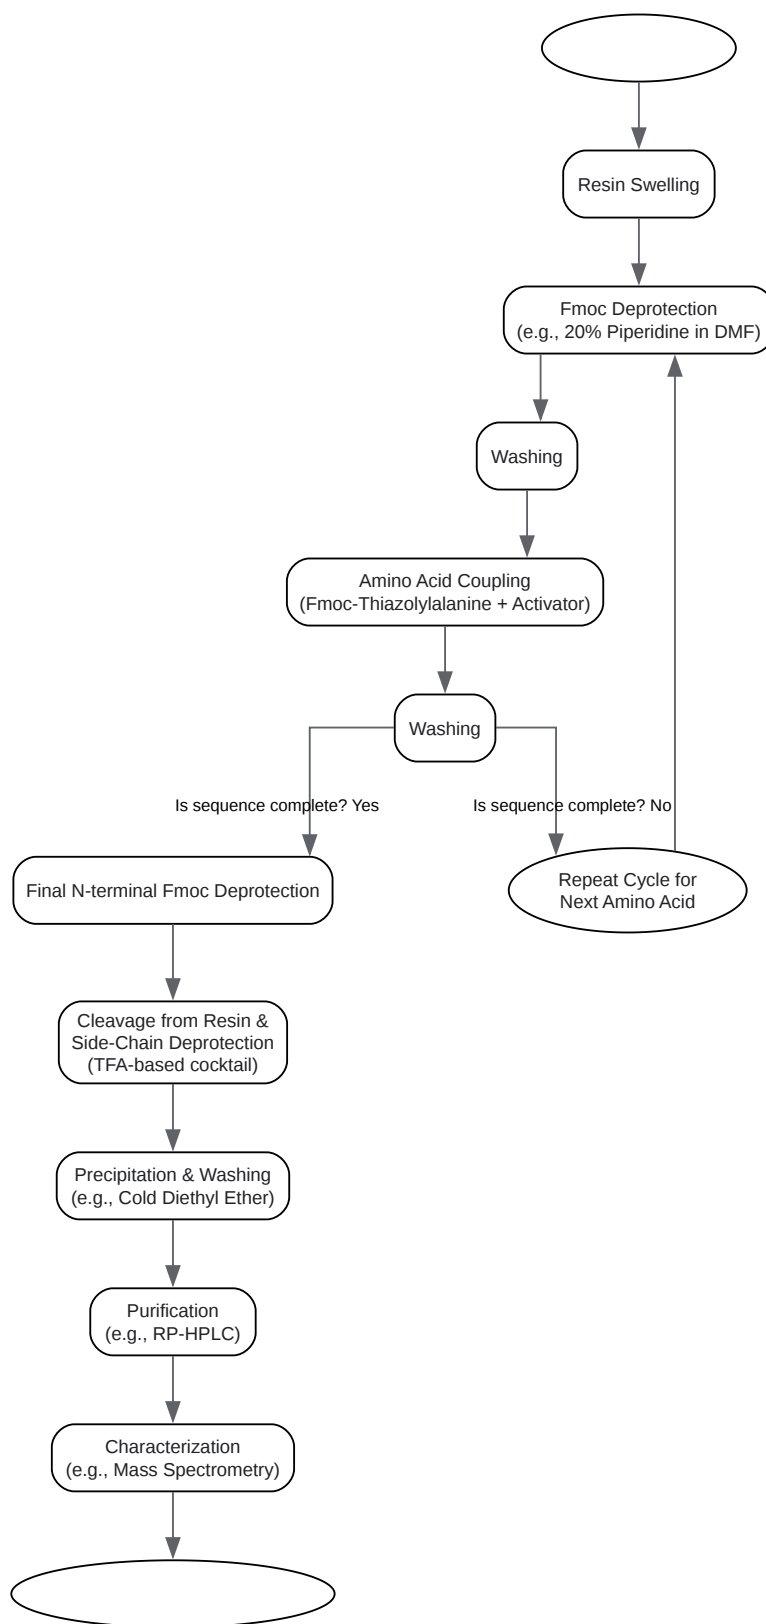 Resin Swelling
Fmoc Deprotection
(e.g., 20% Piperidine in DMF)
Washing
Amino Acid Coupling
(Fmoc-Thiazolylalanine + Activator)
Washing
Is sequence complete? Yes
Is sequence complete? No
Final N-terminal Fmoc Deprotection
Repeat Cycle for
Next Amino Acid
Cleavage from Resin &
Side-Chain Deprotection
(TFA-based cocktail)
Precipitation & Washing
(e.g., Cold Diethyl Ether)
Purification
(e.g., RP-HPLC)
Characterization
(e.g., Mass Spectrometry)